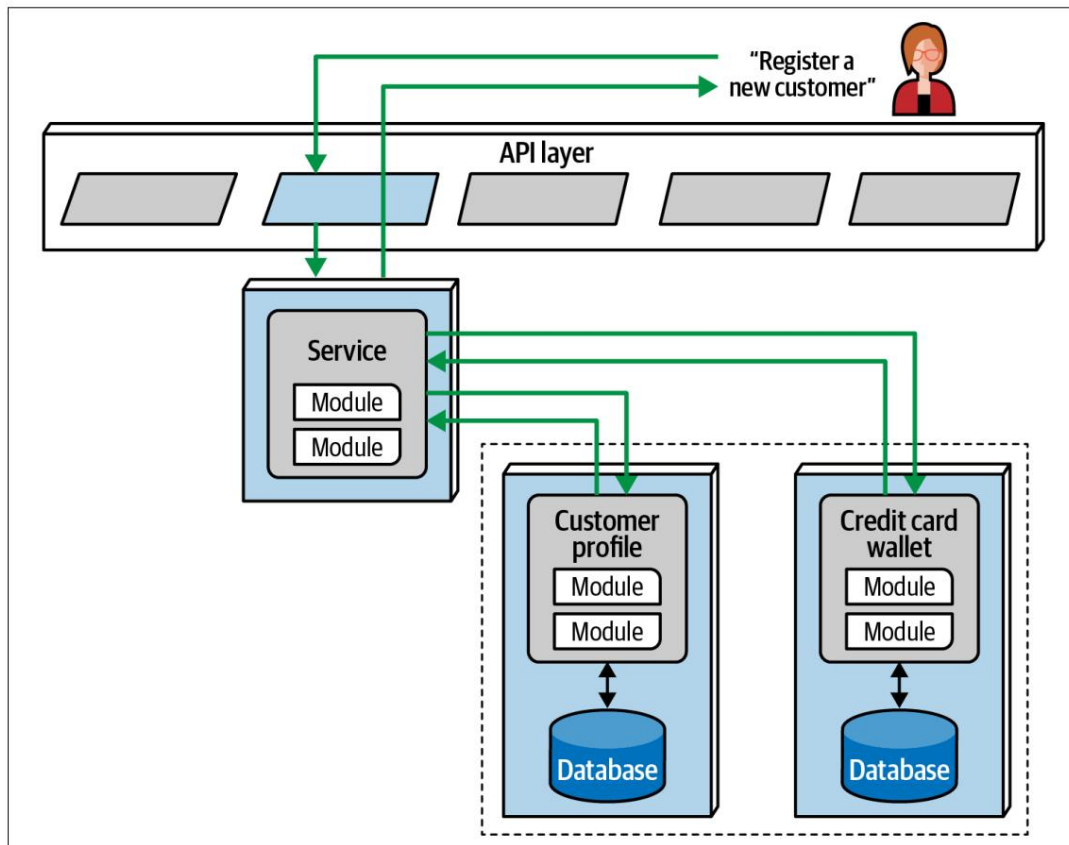 “Register a
new customer”
API layer
Service
Module
Module
Customer
profile
Module
Module
Database
Credit card
wallet
Module
Module
Database